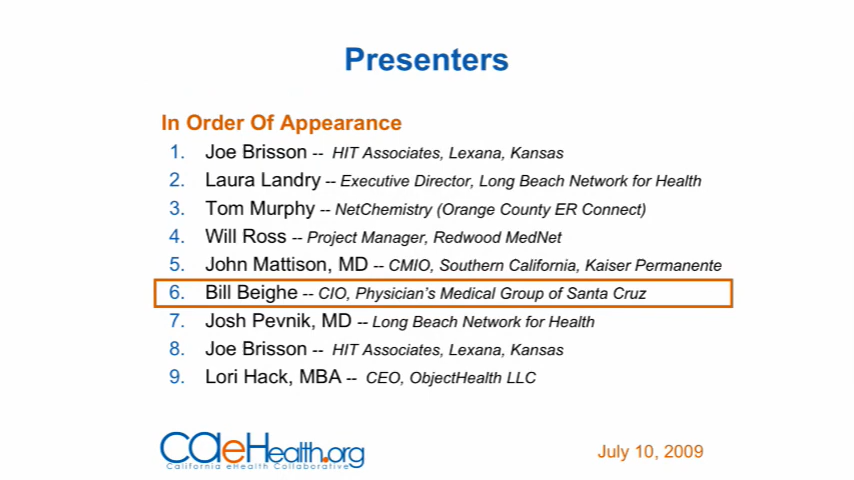 Presenters
In Order Of Appearance
1. Joe Brisson -- HIT Associates, Lexana, Kansas
2. Laura Landry -- Executive Director, Long Beach Network for Health
3. Tom Murphy -- NetChemistry (Orange County ER Connect)
4. Will Ross -- Project Manager, Redwood MedNet
5. John Mattison, MD -- CMIO, Southern California, Kaiser Permanente
6. Bill Beighe -- CIO, Physician's Medical Group of Santa Cruz
7. Josh Pevnik, MD -- Long Beach Network for Health
8. Joe Brisson -- HIT Associates, Lexana, Kansas
9. Lori Hack, MBA -- CEO, ObjectHealth LLC
CAeHealth.org
California eHealth Collaborative
July 10, 2009